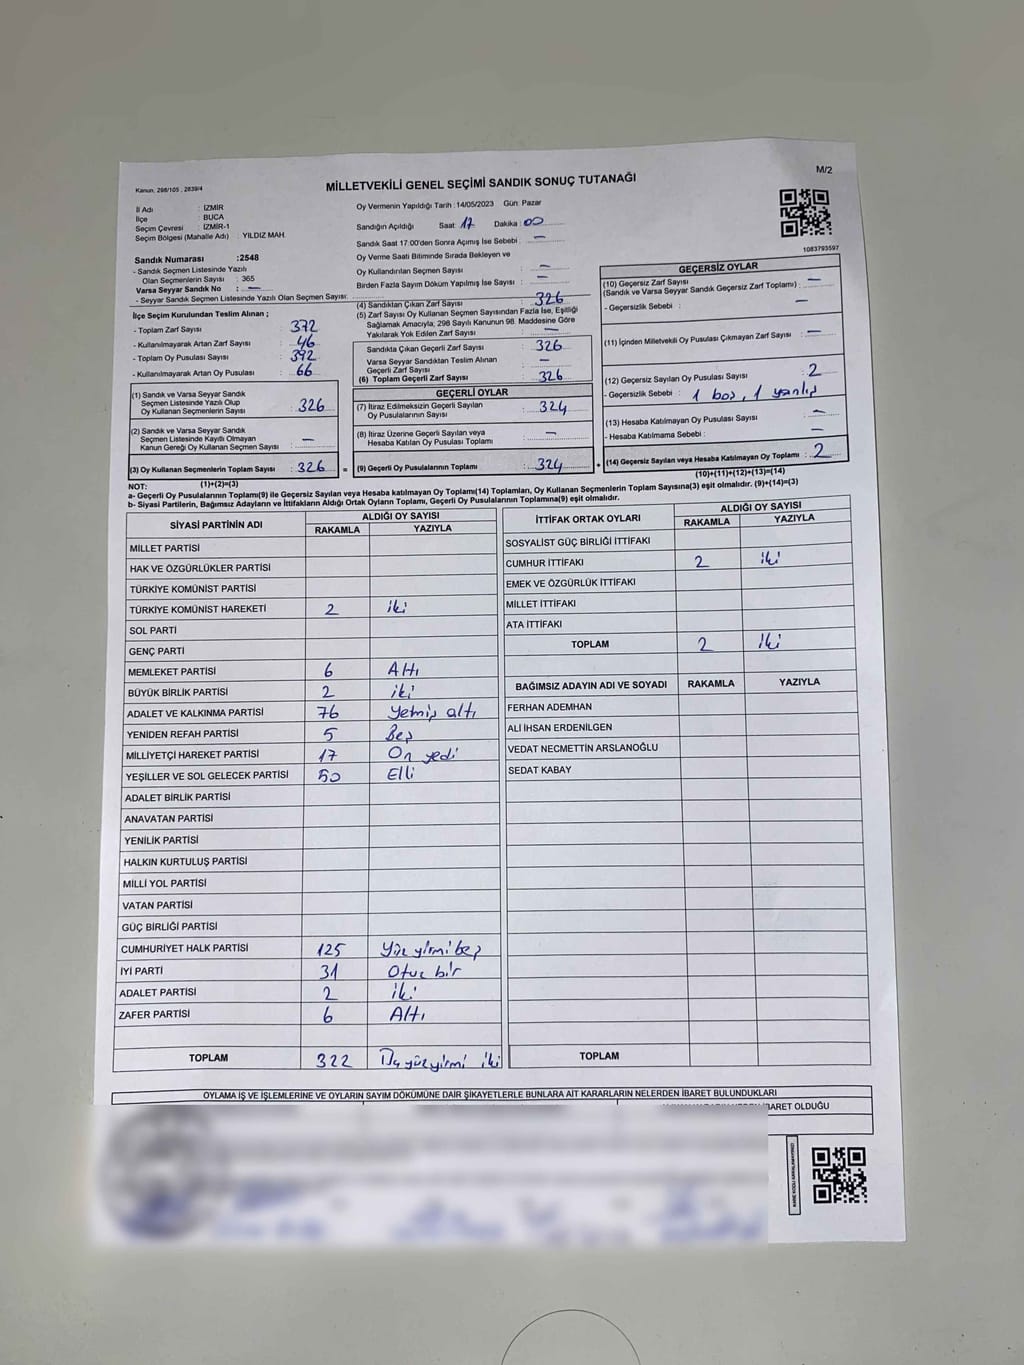 Kanun, 298/105 , 2839/4
MİLLETVEKİLİ GENEL SEÇİMİ SANDIK SONUÇ TUTANAĞI
M/2
İl Adı : İZMİR
İlçe : BUCA
Seçim Çevresi : İZMİR-1
Seçim Bölgesi (Mahalle Adı) : YILDIZ MAH.
Sandık Numarası :2548
- Sandık Seçmen Listesinde Yazılı
Olan Seçmenlerin Sayısı : 365
Varsa Seyyar Sandık No : —
- Seyyar Sandık Seçmen Listesinde Yazılı Olan Seçmen Sayısı:
İlçe Seçim Kurulundan Teslim Alınan ;
- Toplam Zarf Sayısı 372
- Kullanılmayarak Artan Zarf Sayısı : 46
- Toplam Oy Pusulası Sayısı : 392
- Kullanılmayarak Artan Oy Pusulası : 66
(1) Sandık ve Varsa Seyyar Sandık
Seçmen Listesinde Yazılı Olup
Oy Kullanan Seçmenlerin Sayısı : 326
(2) Sandık ve Varsa Seyyar Sandık
Seçmen Listesinde Kayıtlı Olmayan
Kanun Gereği Oy Kullanan Seçmen Sayısı : —
(3) Oy Kullanan Seçmenlerin Toplam Sayısı : 326 =
(1)+(2)=(3)
Oy Vermenin Yapıldığı Tarih :14/05/2023 Gün: Pazar
Sandığın Açıldığı Saat: 17 Dakika : 00
Sandık Saat 17:00'den Sonra Açılmış İse Sebebi : —
Oy Verme Saati Bitiminde Sırada Bekleyen ve
Oy Kullandırılan Seçmen Sayısı : —
Birden Fazla Sayım Döküm Yapılmış İse Sayısı : —
(4) Sandıktan Çıkan Zarf Sayısı : 326
(5) Zarf Sayısı Oy Kullanan Seçmen Sayısından Fazla İse, Eşitliği
Sağlamak Amacıyla, 298 Sayılı Kanunun 98. Maddesine Göre
Yakılarak Yok Edilen Zarf Sayısı : —
Sandıkta Çıkan Geçerli Zarf Sayısı : 326
Varsa Seyyar Sandıktan Teslim Alınan
Geçerli Zarf Sayısı : —
(6) Toplam Geçerli Zarf Sayısı : 326
GEÇERLİ OYLAR
(7) İtiraz Edilmeksizin Geçerli Sayılan
Oy Pusulalarının Sayısı : 324
(8) İtiraz Üzerine Geçerli Sayılan veya
Hesaba Katılan Oy Pusulası Toplamı : —
(9) Geçerli Oy Pusulalarının Toplamı : 324 +
1083793597
GEÇERSİZ OYLAR
(10) Geçersiz Zarf Sayısı
(Sandık ve Varsa Seyyar Sandık Geçersiz Zarf Toplamı) : —
- Geçersizlik Sebebi : —
(11) İçinden Milletvekili Oy Pusulası Çıkmayan Zarf Sayısı : —
(12) Geçersiz Sayılan Oy Pusulası Sayısı : 2
- Geçersizlik Sebebi : 1 boş, 1 yanlış
(13) Hesaba Katılmayan Oy Pusulası Sayısı : —
- Hesaba Katılmama Sebebi : —
(14) Geçersiz Sayılan veya Hesaba Katılmayan Oy Toplamı : 2
(10)+(11)+(12)+(13)=(14)
NOT:
a- Geçerli Oy Pusulalarının Toplamı(9) ile Geçersiz Sayılan veya Hesaba katılmayan Oy Toplamı(14) Toplamları, Oy Kullanan Seçmenlerin Toplam Sayısına(3) eşit olmalıdır. (9)+(14)=(3)
b- Siyasi Partilerin, Bağımsız Adayların ve İttifakların Aldığı Ortak Oyların Toplamı, Geçerli Oy Pusulalarının Toplamına(9) eşit olmalıdır.
SİYASİ PARTİNİN ADI ALDIĞI OY SAYISI
RAKAMLA YAZIYLA
MİLLET PARTİSİ
HAK VE ÖZGÜRLÜKLER PARTİSİ
TÜRKİYE KOMÜNİST PARTİSİ
TÜRKİYE KOMÜNİST HAREKETİ 2 iki
SOL PARTİ
GENÇ PARTİ
MEMLEKET PARTİSİ 6 Altı
BÜYÜK BİRLİK PARTİSİ 2 iki
ADALET VE KALKINMA PARTİSİ 76 Yetmiş altı
YENİDEN REFAH PARTİSİ 5 Beş
MİLLİYETÇİ HAREKET PARTİSİ 17 On yedi
YEŞİLLER VE SOL GELECEK PARTİSİ 50 Elli
ADALET BİRLİK PARTİSİ
ANAVATAN PARTİSİ
YENİLİK PARTİSİ
HALKIN KURTULUŞ PARTİSİ
MİLLİ YOL PARTİSİ
VATAN PARTİSİ
GÜÇ BİRLİĞİ PARTİSİ
CUMHURİYET HALK PARTİSİ 125 Yüz yirmi beş
İYİ PARTİ 31 Otuz bir
ADALET PARTİSİ 2 iki
ZAFER PARTİSİ 6 Altı
TOPLAM 322 Üç yüz yirmi iki
İTTİFAK ORTAK OYLARI ALDIĞI OY SAYISI
RAKAMLA YAZIYLA
SOSYALİST GÜÇ BİRLİĞİ İTTİFAKI
CUMHUR İTTİFAKI 2 iki
EMEK VE ÖZGÜRLÜK İTTİFAKI
MİLLET İTTİFAKI
ATA İTTİFAKI
TOPLAM 2 iki
BAĞIMSIZ ADAYIN ADI VE SOYADI RAKAMLA YAZIYLA
FERHAN ADEMHAN
ALİ İHSAN ERDENİLGEN
VEDAT NECMETTİN ARSLANOĞLU
SEDAT KABAY
TOPLAM
OYLAMA İŞ VE İŞLEMLERİNE VE OYLARIN SAYIM DÖKÜMÜNE DAİR ŞİKAYETLERLE BUNLARA AİT KARARLARIN NELERDEN İBARET BULUNDUKLARI
İBARET OLDUĞU